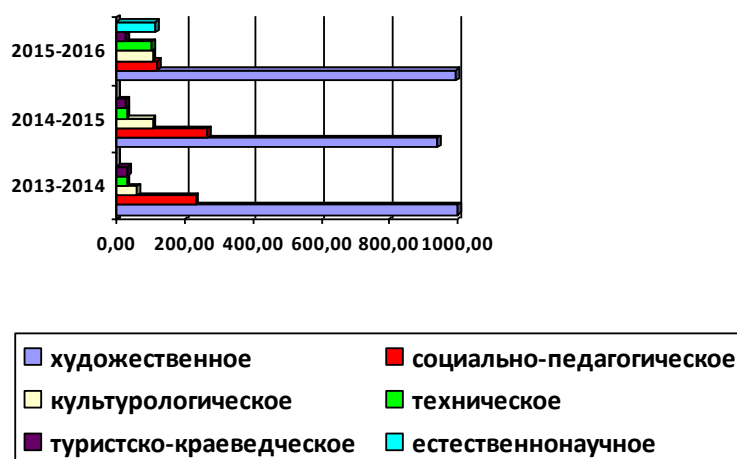 2015-2016
2014-2015
2013-2014
0,00 200,00 400,00 600,00 800,00 1000,00
художественное социально-педагогическое
культурологическое техническое
туристско-краеведческое естественнонаучное